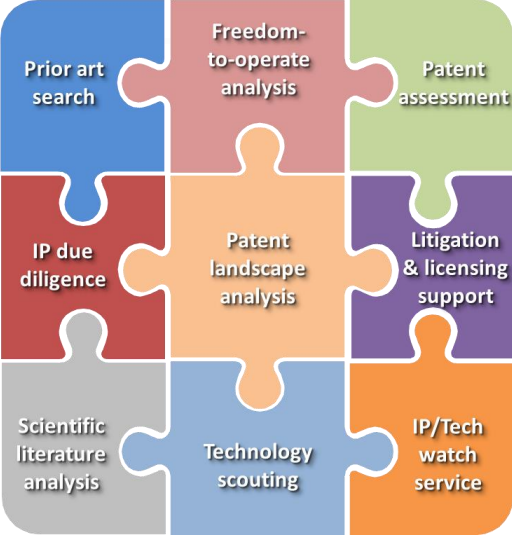 Prior art
search
Freedom-
to-operate
analysis
Patent
assessment
IP due
diligence
Patent
landscape
analysis
Litigation
& licensing
support
Scientific
literature
analysis
Technology
scouting
IP/Tech
watch
service